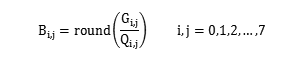 B_{i,j} = round(G_{i,j}/Q_{i,j})    i,j = 0,1,2,…,7